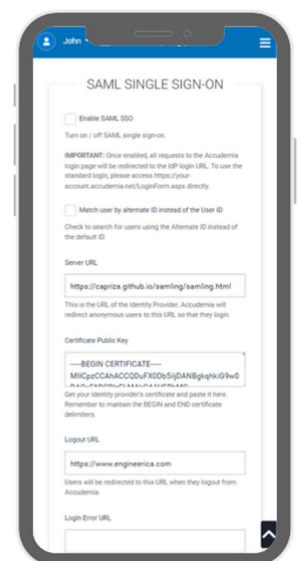 John
SAML SINGLE SIGN-ON
Enable SAML SSO
Turn on / off SAML single sign-on.
IMPORTANT: Once enabled, all requests to the Accudemia
login page will be redirected to the IdP login URL. To use the
standard login, please access https://your-
account.accudemia.net/LoginForm.aspx directly.
Match user by alternate ID instead of the User ID
Check to search for users using the Alternate ID instead of
the default ID.
Server URL
https://capriza.github.io/samling/samling.html
This is the URL of the Identity Provider. Accudemia will
redirect anonymous users to this URL so that they login.
Certificate Public Key
-----BEGIN CERTIFICATE-----
MIICpzCCAhACCQDuFX0Db5iljDANBgkqhkiG9w0
Get your identity provider's certificate and paste it here.
Remember to mantain the BEGIN and END certificate
delimiters.
Logout URL
https://www.engineerica.com
Users will be redirected to this URL when they logout from
Accudemia.
Login Error URL